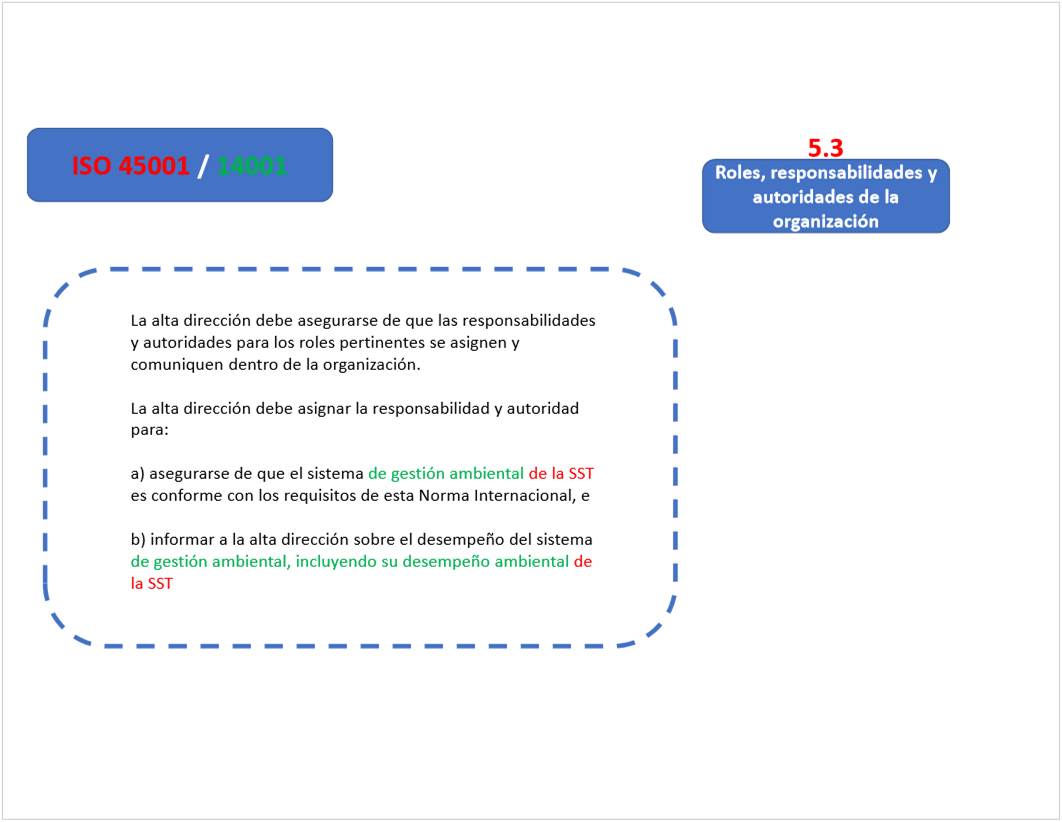 ISO 45001 / 14001
5.3
Roles, responsabilidades y
autoridades de la
organización
La alta dirección debe asegurarse de que las responsabilidades
y autoridades para los roles pertinentes se asignen y
comuniquen dentro de la organización.
La alta dirección debe asignar la responsabilidad y autoridad
para:
a) asegurarse de que el sistema de gestión ambiental de la SST
es conforme con los requisitos de esta Norma Internacional, e
b) informar a la alta dirección sobre el desempeño del sistema
de gestión ambiental, incluyendo su desempeño ambiental de
la SST